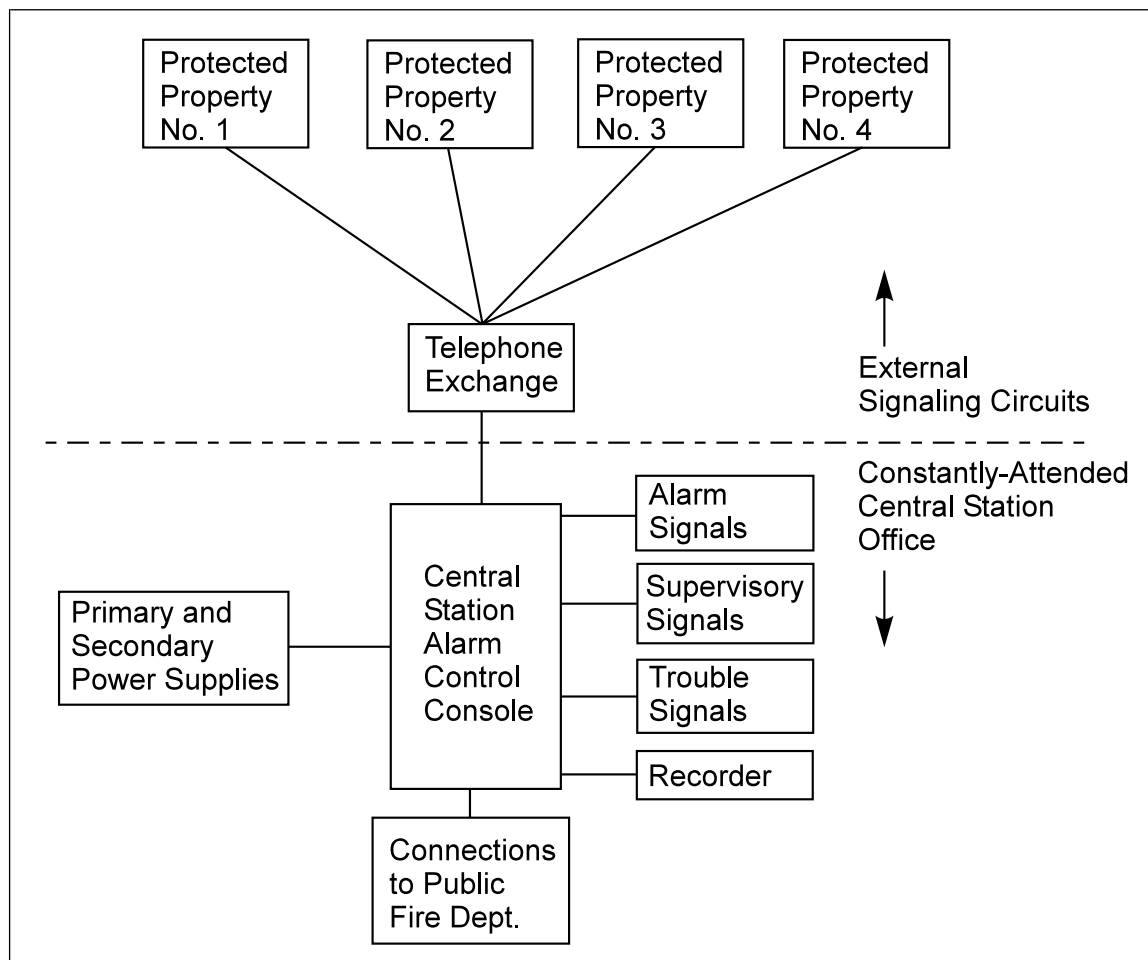 Protected
Property
No. 1
Protected
Property
No. 2
Protected
Property
No. 3
Protected
Property
No. 4
Telephone
Exchange
External
Signaling Circuits
Constantly-Attended
Central Station
Office
Alarm
Signals
Central
Station
Alarm
Control
Console
Supervisory
Signals
Primary and
Secondary
Power Supplies
Trouble
Signals
Recorder
Connections
to Public
Fire Dept.